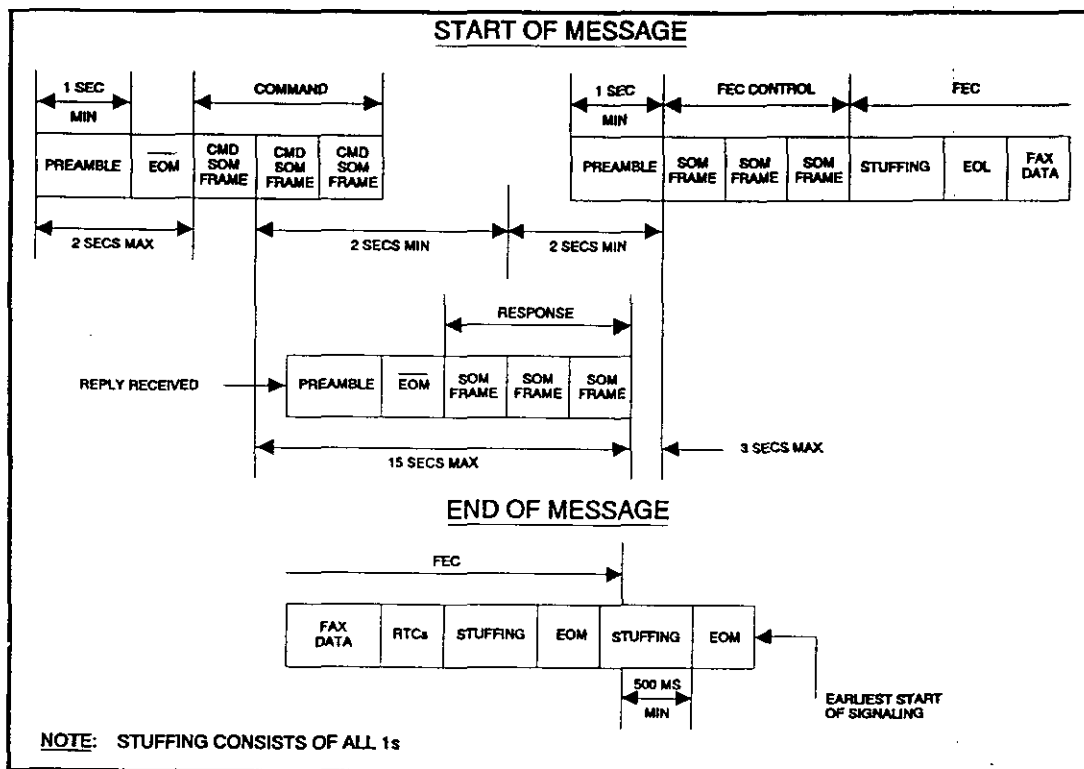 START OF MESSAGE
1 SEC
MIN
COMMAND
1 SEC
MIN
FEC CONTROL
FEC
PREAMBLE
E̅O̅M̅
CMD
SOM
FRAME
CMD
SOM
FRAME
CMD
SOM
FRAME
PREAMBLE
SOM
FRAME
SOM
FRAME
SOM
FRAME
STUFFING
EOL
FAX
DATA
2 SECS MAX
2 SECS MIN
2 SECS MIN
RESPONSE
REPLY RECEIVED
PREAMBLE
E̅O̅M̅
SOM
FRAME
SOM
FRAME
SOM
FRAME
15 SECS MAX
3 SECS MAX
END OF MESSAGE
FEC
FAX
DATA
RTCs
STUFFING
EOM
STUFFING
EOM
500 MS
MIN
EARLIEST START
OF SIGNALING
NOTE: STUFFING CONSISTS OF ALL 1s